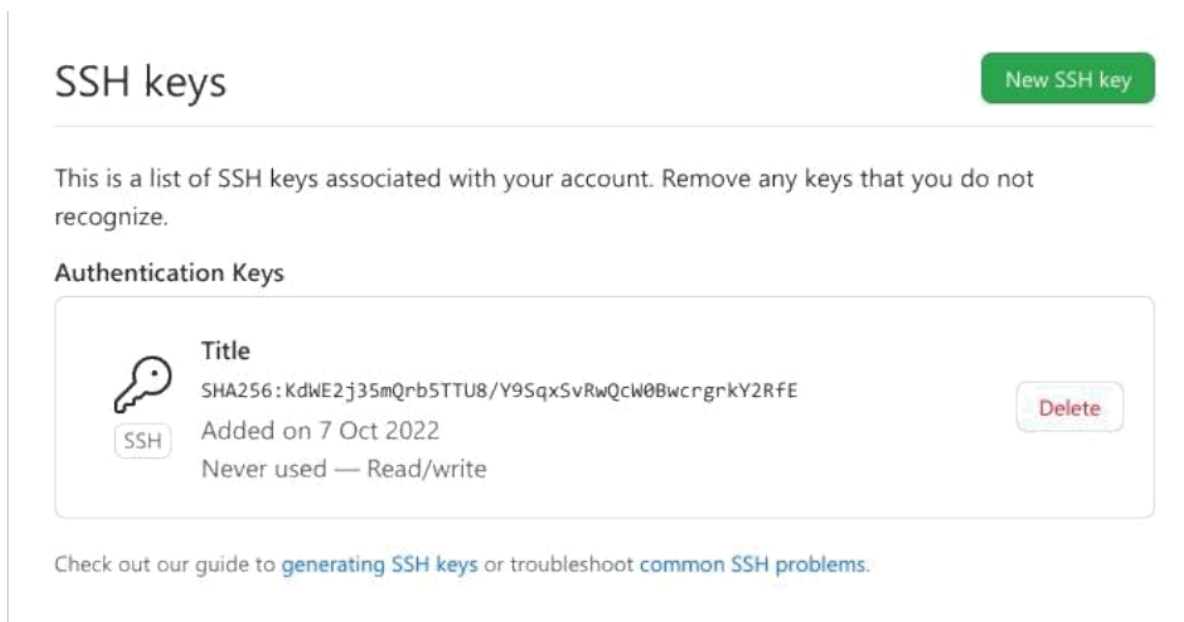 SSH keys
New SSH key
This is a list of SSH keys associated with your account. Remove any keys that you do not
recognize.
Authentication Keys
Title
SHA256:KdWE2j35mQrb5TTU8/Y9SqxSvRwQcW0BwcrgrkY2RfE
SSH
Added on 7 Oct 2022
Never used — Read/write
Delete
Check out our guide to generating SSH keys or troubleshoot common SSH problems.